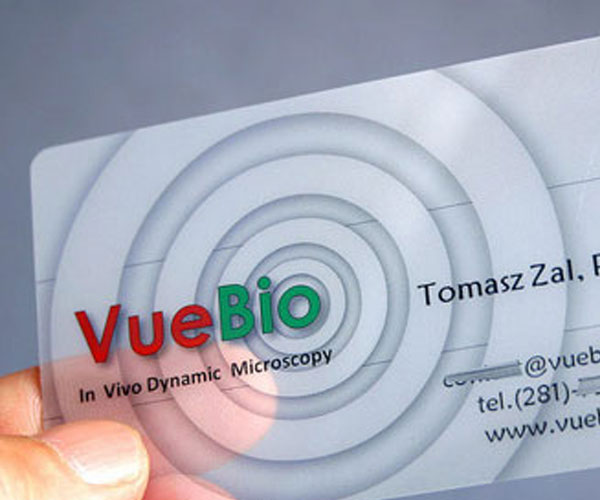 VueBio
In Vivo Dynamic Microscopy
Tomasz Zal, P
@vueb
tel.(281)-
www.vueb